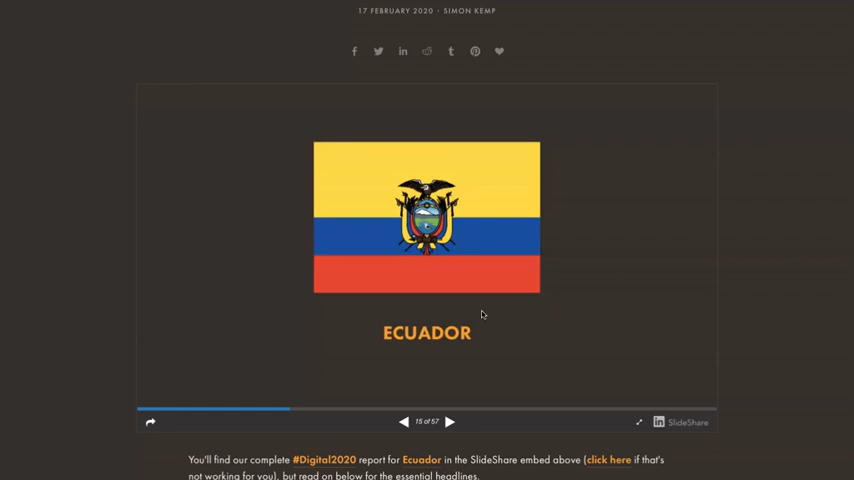 17 FEBRUARY 2020 · SIMON KEMP
ECUADOR
15 of 57
in SlideShare
You'll find our complete #Digital2020 report for Ecuador in the SlideShare embed above (click here if that's
not working for you), but read on below for the essential headlines.